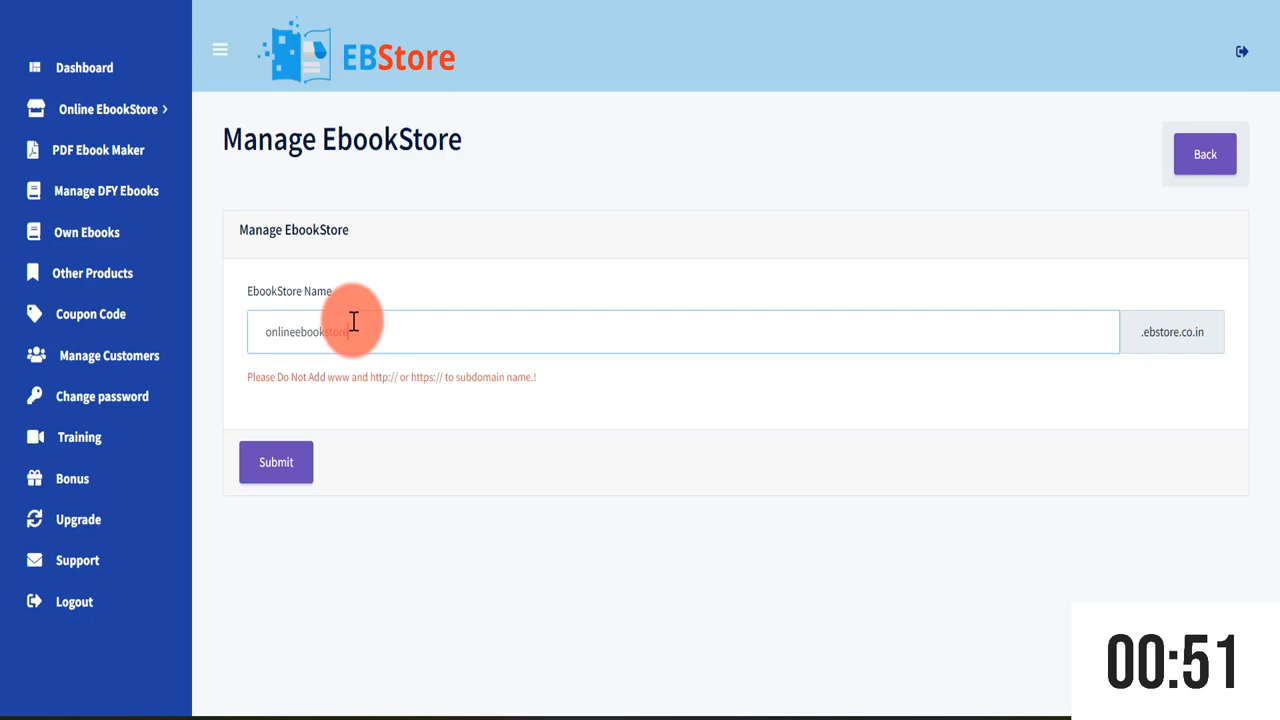 Dashboard
Online EbookStore >
PDF Ebook Maker
Manage DFY Ebooks
Own Ebooks
Other Products
Coupon Code
Manage Customers
Change password
Training
Bonus
Upgrade
Support
Logout
EBStore
Manage EbookStore
Back
Manage EbookStore
EbookStore Name
onlineebookstore
.ebstore.co.in
Please Do Not Add www and http:// or https:// to subdomain name.!
Submit
00:51